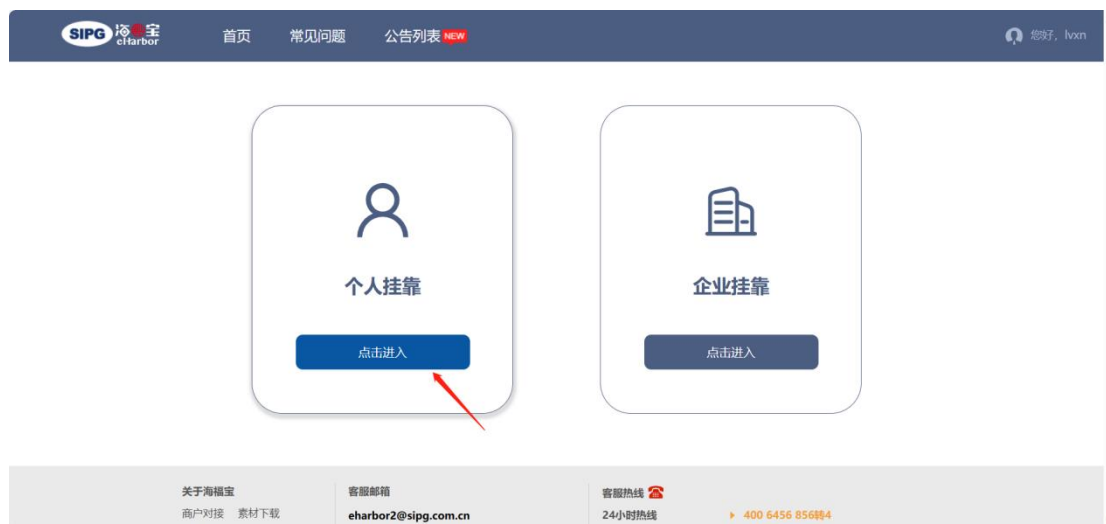 SIPG 海宝 eHarbor
首页 常见问题 公告列表 NEW
您好，lvxn
个人挂靠
点击进入
企业挂靠
点击进入
关于海福宝
商户对接 素材下载
客服邮箱
eharbor2@sipg.com.cn
客服热线
24小时热线 400 6456 856转4